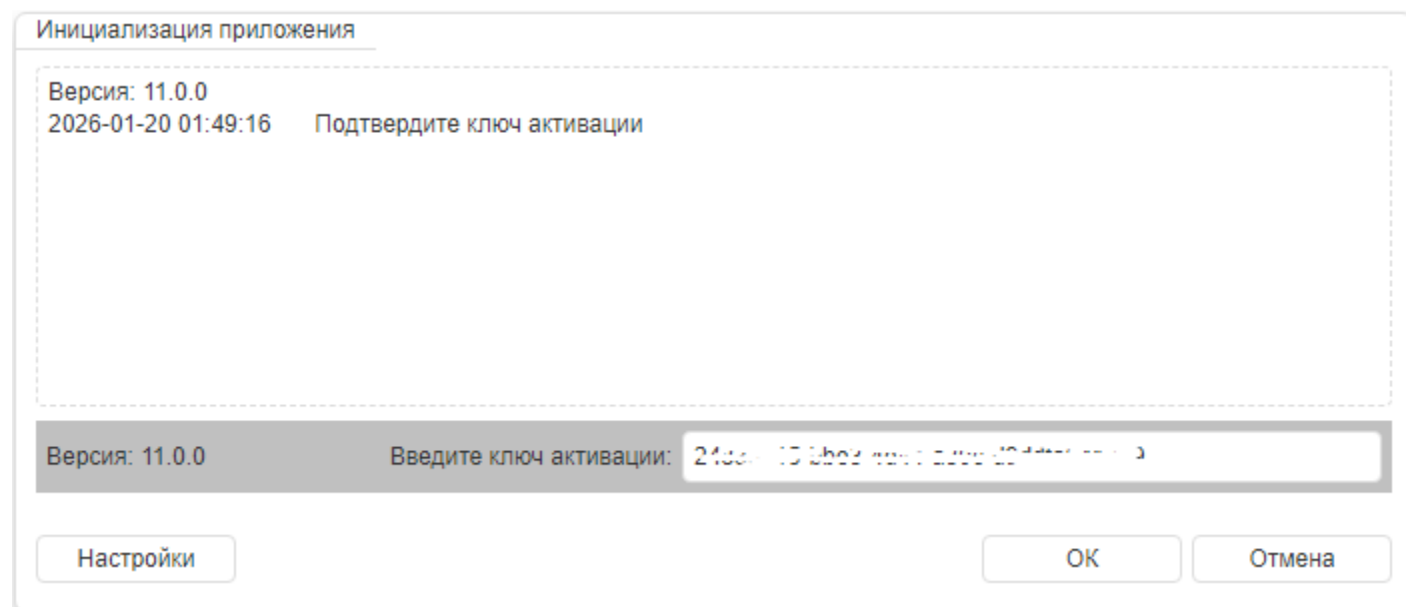 Инициализация приложения
Версия: 11.0.0
2026-01-20 01:49:16 Подтвердите ключ активации
Версия: 11.0.0 Введите ключ активации:
Настройки ОК Отмена